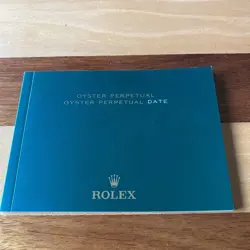 OYSTER PERPETUAL
OYSTER PERPETUAL DATE
ROLEX